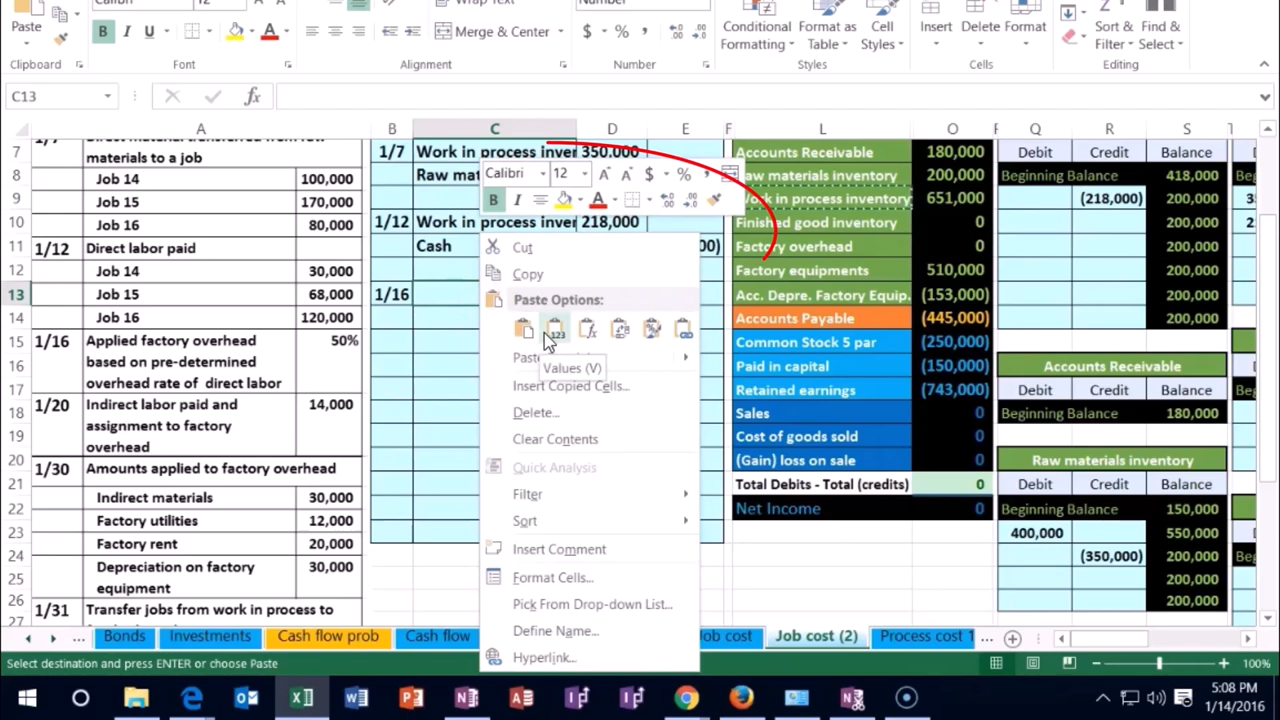 Calibri 12 Wrap Text Number
Paste B I U Merge & Center $ % , Conditional Formatting Format as Table Cell Styles Insert Delete Format Sort & Filter Find & Select
Clipboard Font Alignment Number Styles Cells Editing
C13 fx
A B C D E F L O F Q R S
7 1/7 Direct material transferred from raw materials to a job 1/7 Work in process inver 350,000 Accounts Receivable 180,000 Debit Credit Balance
8 Job 14 100,000 Raw mat Raw materials inventory 200,000 Beginning Balance 418,000
9 Job 15 170,000 Work in process inventory 651,000 (218,000) 200,000
10 Job 16 80,000 1/12 Work in process inver 218,000 Finished good inventory 0 200,000
11 1/12 Direct labor paid Cash 00) Factory overhead 0 200,000
12 Job 14 30,000 Factory equipments 510,000 200,000
13 Job 15 68,000 1/16 Acc. Depre. Factory Equip. (153,000) 200,000
14 Job 16 120,000 Accounts Payable (445,000) 200,000
15 1/16 Applied factory overhead 50% Common Stock 5 par (250,000)
16 based on pre-determined Paid in capital (150,000) Accounts Receivable
17 overhead rate of direct labor Retained earnings (743,000) Debit Credit Balance
18 1/20 Indirect labor paid and 14,000 Sales 0 Beginning Balance 180,000
19 assignment to factory overhead Cost of goods sold 0
20 1/30 Amounts applied to factory overhead (Gain) loss on sale 0 Raw materials inventory
21 Indirect materials 30,000 Total Debits - Total (credits) 0 Debit Credit Balance
22 Factory utilities 12,000 Net Income 0 Beginning Balance 150,000
23 Factory rent 20,000 400,000 550,000
24 Depreciation on factory 30,000 (350,000) 200,000
25 equipment 200,000
26 1/31 Transfer jobs from work in process to 200,000
27
Calibri 12 A A $ % ,
B I A
Cut
Copy
Paste Options:
123 fx
Paste
Values (V)
Insert Copied Cells...
Delete...
Clear Contents
Quick Analysis
Filter
Sort
Insert Comment
Format Cells...
Pick From Drop-down List...
Define Name...
Hyperlink...
... Bonds Investments Cash flow prob Cash flow Job cost Job cost (2) Process cost 1 ...
Select destination and press ENTER or choose Paste 100%
5:08 PM
1/14/2016